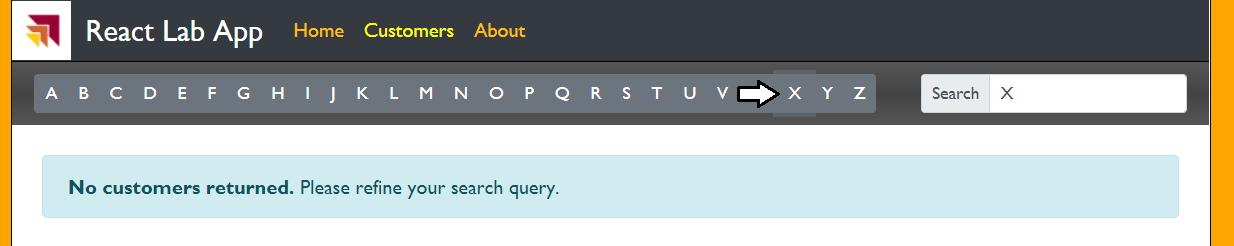 React Lab App Home Customers About
A B C D E F G H I J K L M N O P Q R S T U V X Y Z Search X
No customers returned. Please refine your search query.